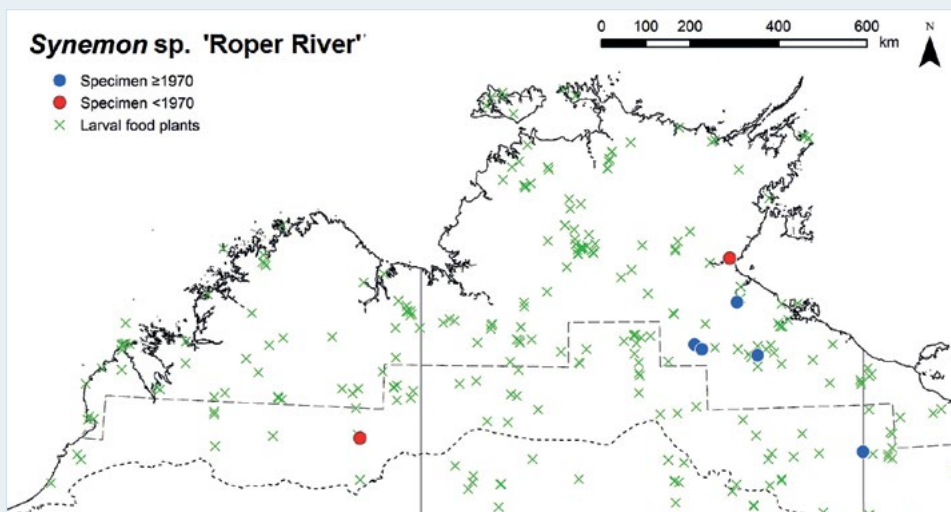 Synemon sp. 'Roper River'
Specimen ≥1970
Specimen <1970
Larval food plants
0 100 200 400 600
km
N